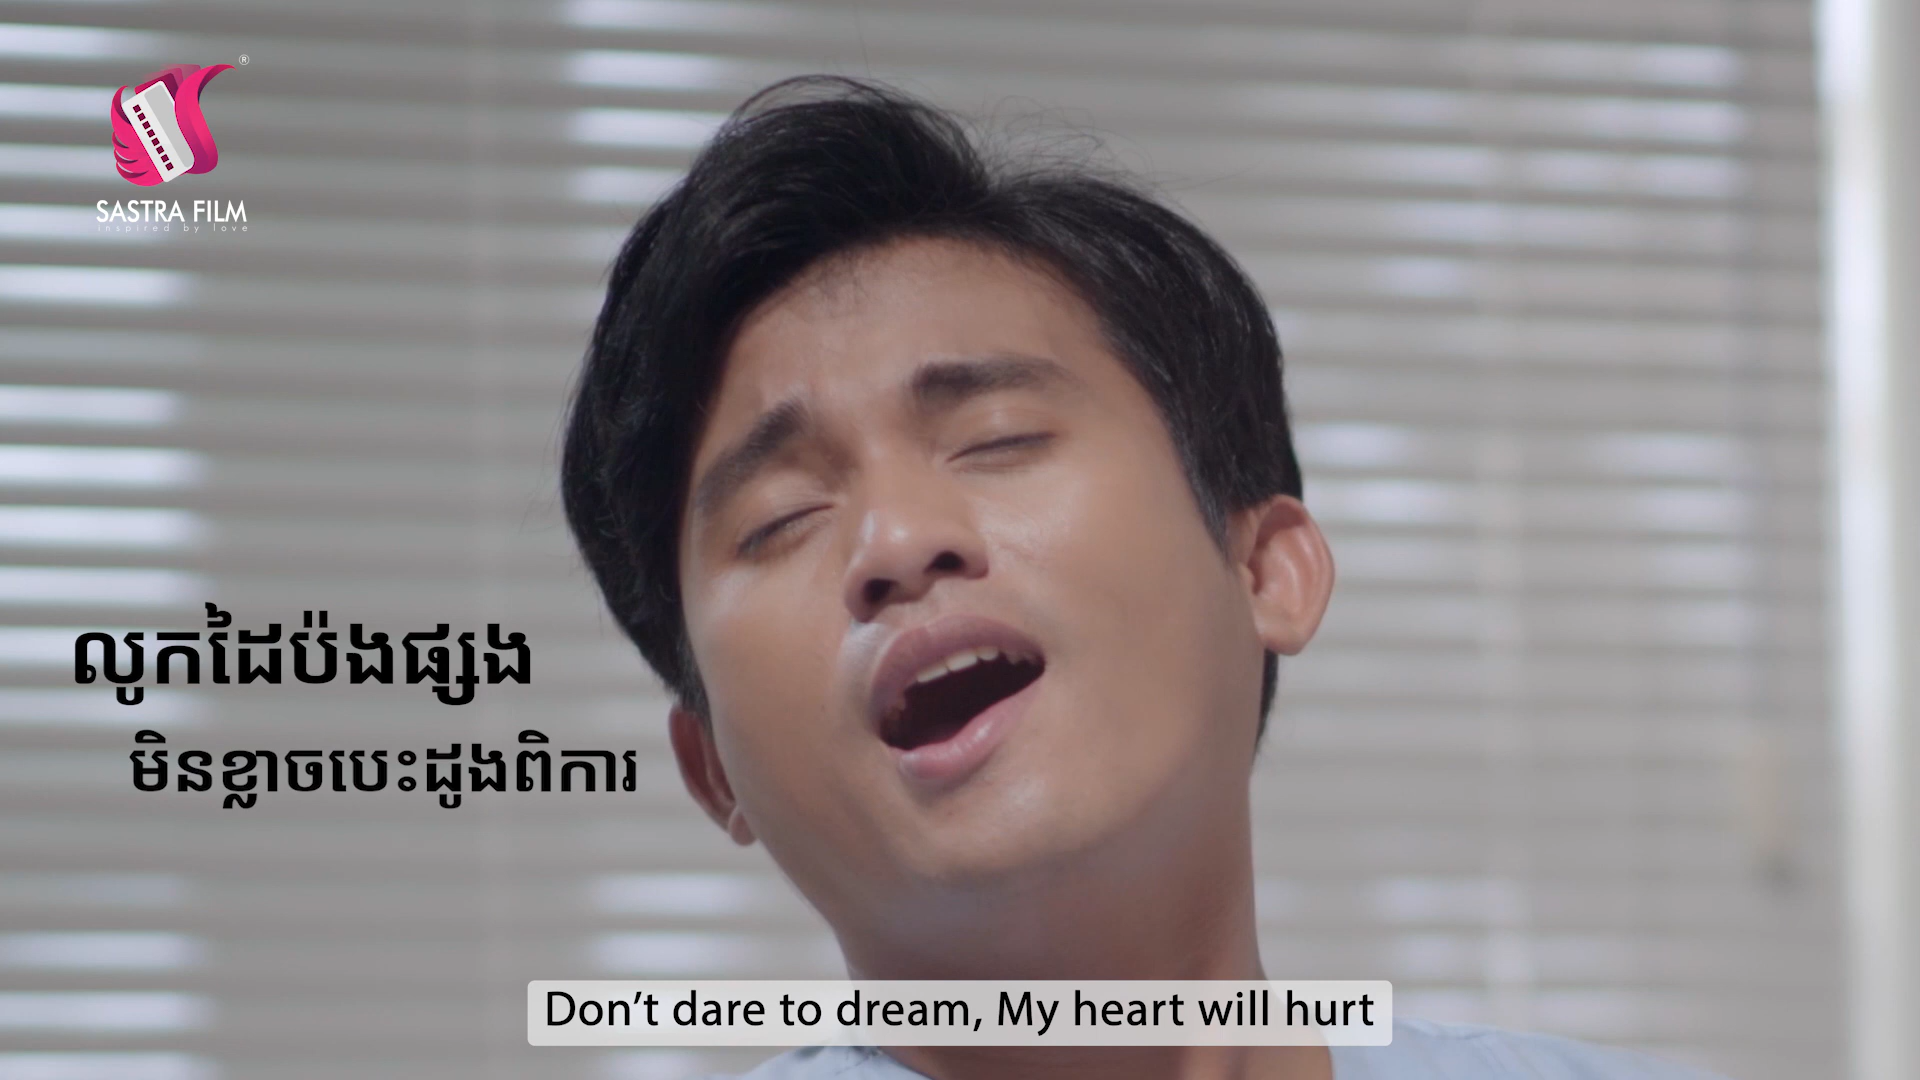 ®
SASTRA FILM
inspired by love
លូកដៃប៉ងផ្សង
មិនខ្លាចបេះដូងពិការ
Don’t dare to dream, My heart will hurt